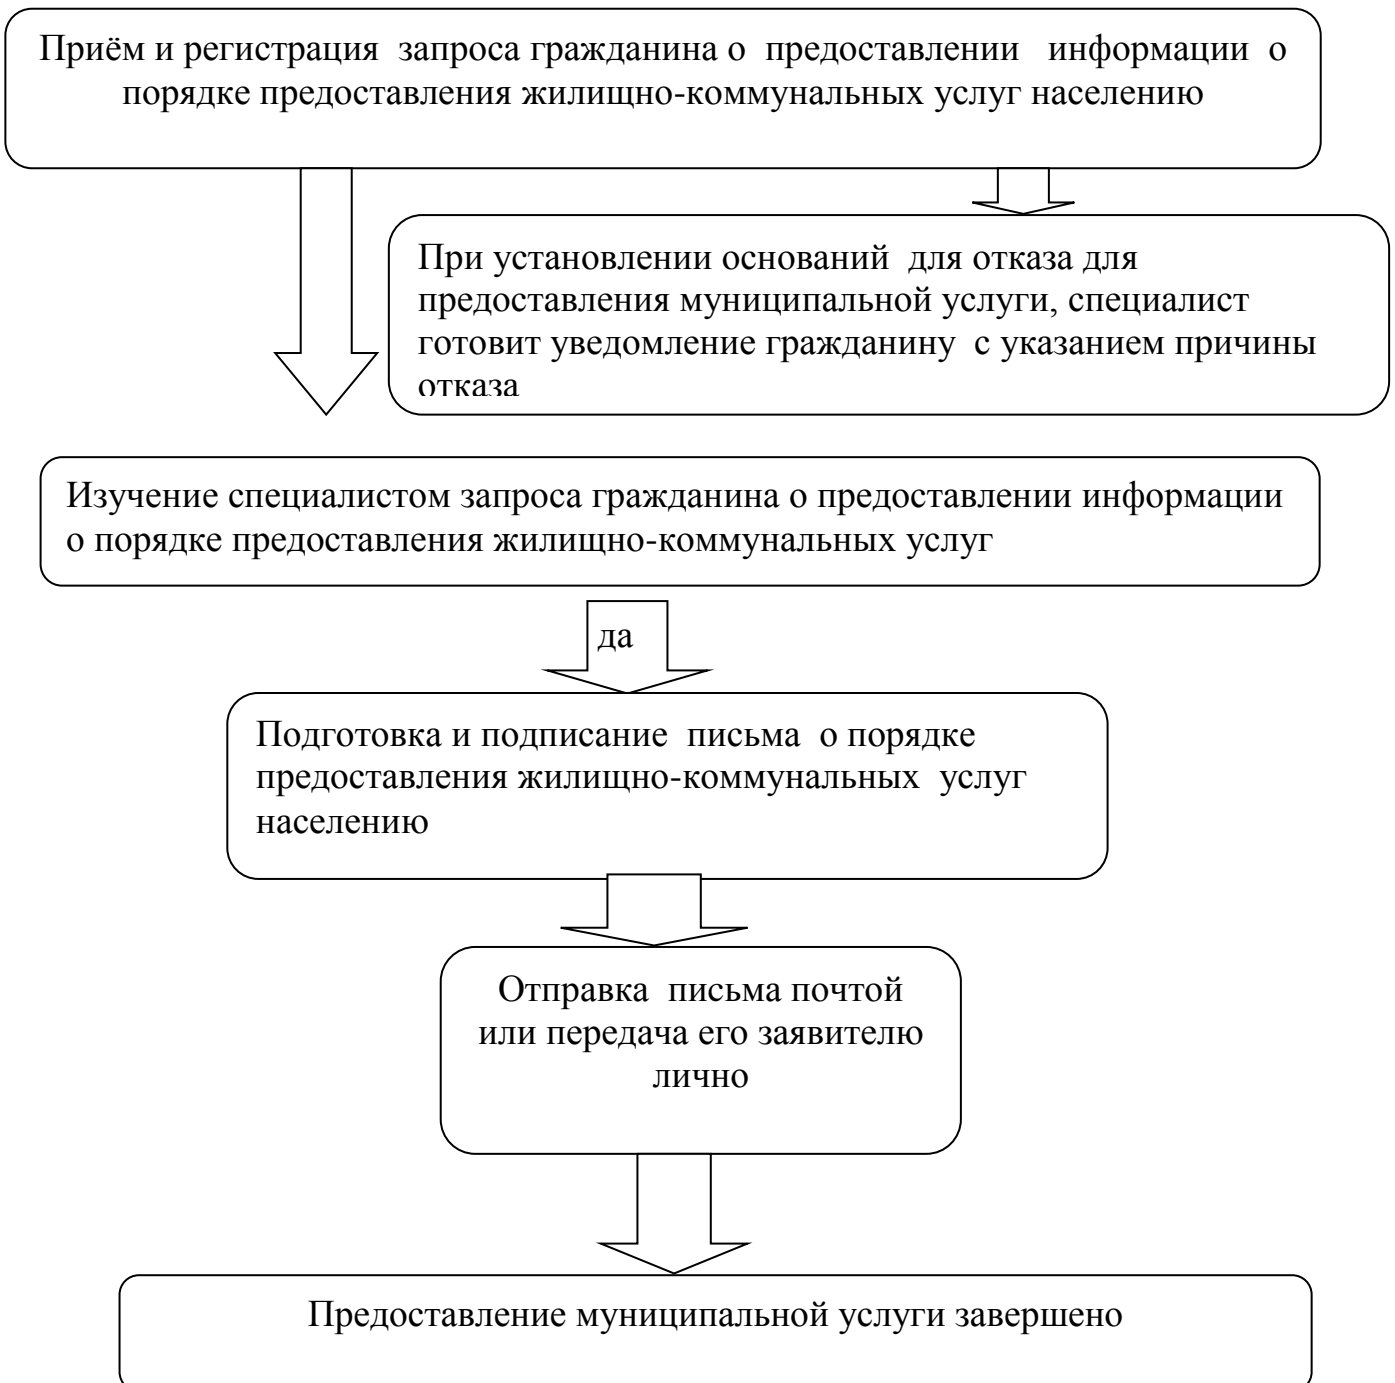 Приём и регистрация запроса гражданина о предоставлении информации о
порядке предоставления жилищно-коммунальных услуг населению
При установлении оснований для отказа для
предоставления муниципальной услуги, специалист
готовит уведомление гражданину с указанием причины
отказа
Изучение специалистом запроса гражданина о предоставлении информации
о порядке предоставления жилищно-коммунальных услуг
да
Подготовка и подписание письма о порядке
предоставления жилищно-коммунальных услуг
населению
Отправка письма почтой
или передача его заявителю
лично
Предоставление муниципальной услуги завершено